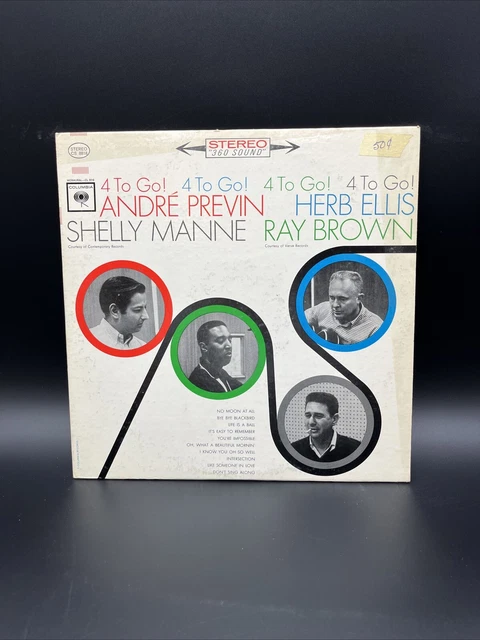 STEREO
"360 SOUND"
STEREO
CS 8818
509
4 To Go! 4 To Go! 4 To Go! 4 To Go!
COLUMBIA
ANDRÉ PREVIN HERB ELLIS
SHELLY MANNE RAY BROWN
Courtesy of Contemporary Records Courtesy of Verve Records
NO MOON AT ALL
BYE BYE BLACKBIRD
LIFE IS A BALL
IT'S EASY TO REMEMBER
YOU'RE IMPOSSIBLE
OH, WHAT A BEAUTIFUL MORNIN'
I KNOW YOU OH SO WELL
INTERSECTION
LIKE SOMEONE IN LOVE
DON'T SING ALONG